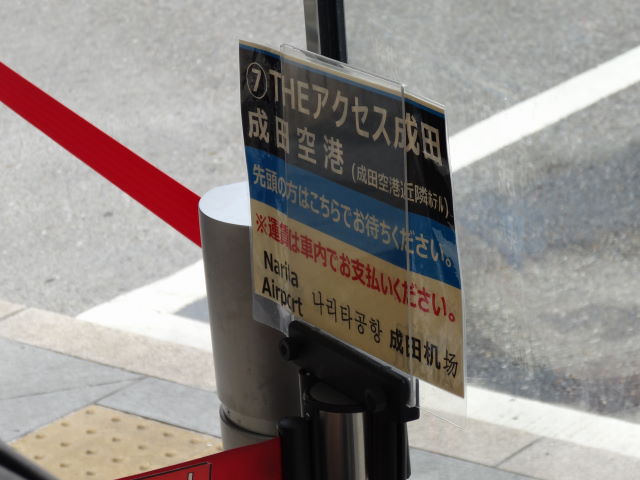 ⑦THEアクセス成田
成田空港 (成田空港近隣ホテル)
先頭の方はこちらでお待ちください。
※運賃は車内でお支払いください。
Narita
Airport 나리타공항 成田机场